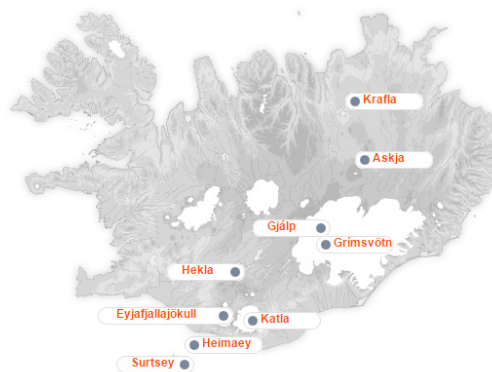 Krafla
Askja
Gjálp
Grímsvötn
Hekla
Eyjafjallajökull
Katla
Heimaey
Surtsey